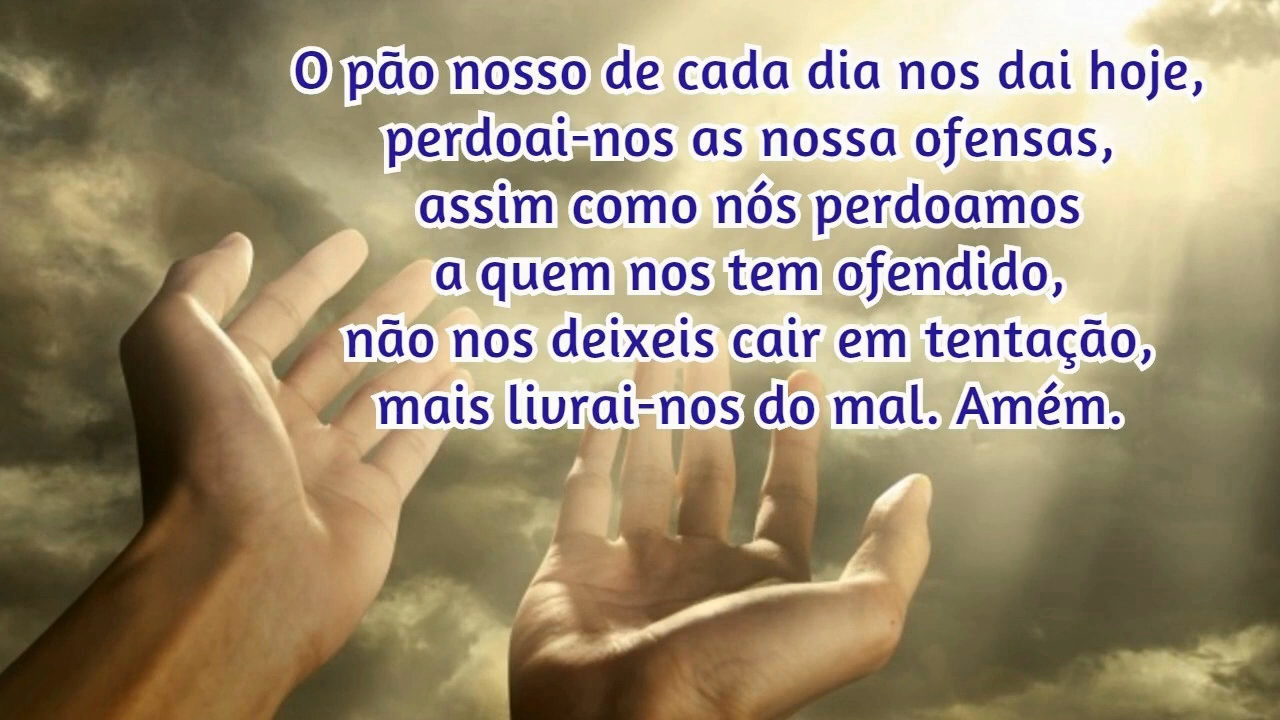 O pão nosso de cada dia nos dai hoje,
perdoai-nos as nossa ofensas,
assim como nós perdoamos
a quem nos tem ofendido,
não nos deixeis cair em tentação,
mais livrai-nos do mal. Amém.